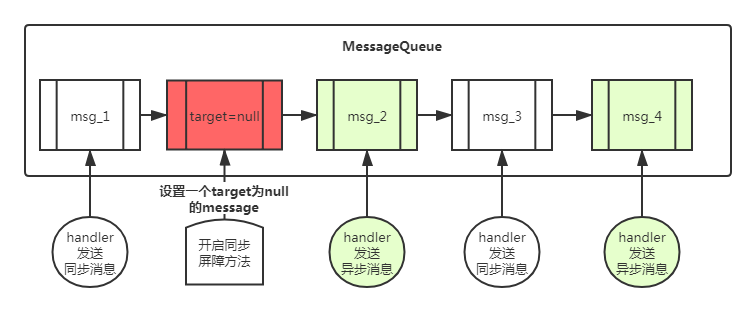 MessageQueue
msg_1
target=null
msg_2
msg_3
msg_4
设置一个target为null
的message
handler
发送
同步消息
开启同步
屏障方法
handler
发送
异步消息
handler
发送
同步消息
handler
发送
异步消息